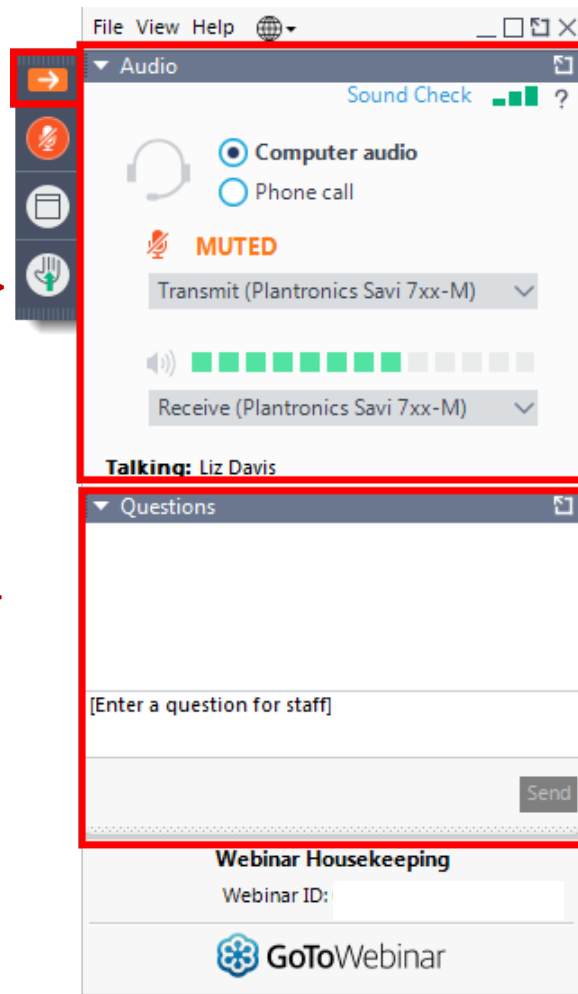 File View Help
Audio
Sound Check ?
Computer audio
Phone call
MUTED
Transmit (Plantronics Savi 7xx-M)
Receive (Plantronics Savi 7xx-M)
Talking: Liz Davis
Questions
[Enter a question for staff]
Send
Webinar Housekeeping
Webinar ID:
GoToWebinar